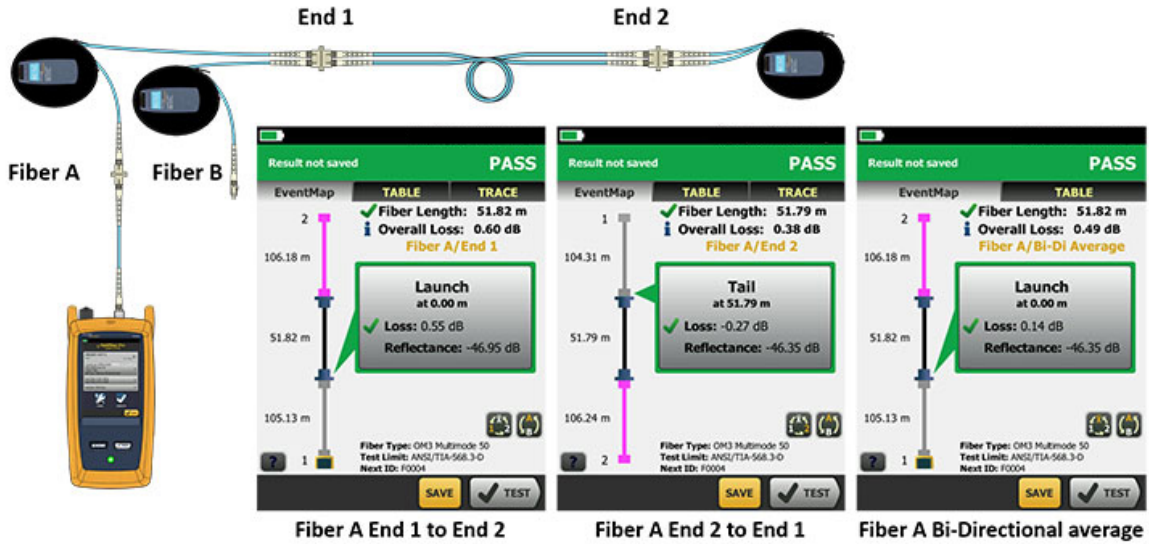 End 1
End 2
Fiber A
Fiber B
Result not saved
PASS
EventMap
TABLE
TRACE
2
Fiber Length: 51.82 m
Overall Loss: 0.60 dB
Fiber A/End 1
106.18 m
Launch
at 0.00 m
Loss: 0.55 dB
Reflectance: -46.95 dB
51.82 m
105.13 m
Fiber Type: OM3 Multimode 50
Test Limit: ANSI/TIA-568.3-D
Next ID: F0004
?
1
SAVE
TEST
Fiber A End 1 to End 2
Result not saved
PASS
EventMap
TABLE
TRACE
1
Fiber Length: 51.79 m
Overall Loss: 0.38 dB
Fiber A/End 2
104.31 m
Tail
at 51.79 m
Loss: -0.27 dB
Reflectance: -46.35 dB
51.79 m
106.24 m
Fiber Type: OM3 Multimode 50
Test Limit: ANSI/TIA-568.3-D
Next ID: F0004
?
2
SAVE
TEST
Fiber A End 2 to End 1
Result not saved
PASS
EventMap
TABLE
2
Fiber Length: 51.82 m
Overall Loss: 0.49 dB
Fiber A/Bi-Di Average
106.18 m
Launch
at 0.00 m
Loss: 0.14 dB
Reflectance: -46.35 dB
51.82 m
105.13 m
Fiber Type: OM3 Multimode 50
Test Limit: ANSI/TIA-568.3-D
Next ID: F0004
?
1
SAVE
TEST
Fiber A Bi-Directional average